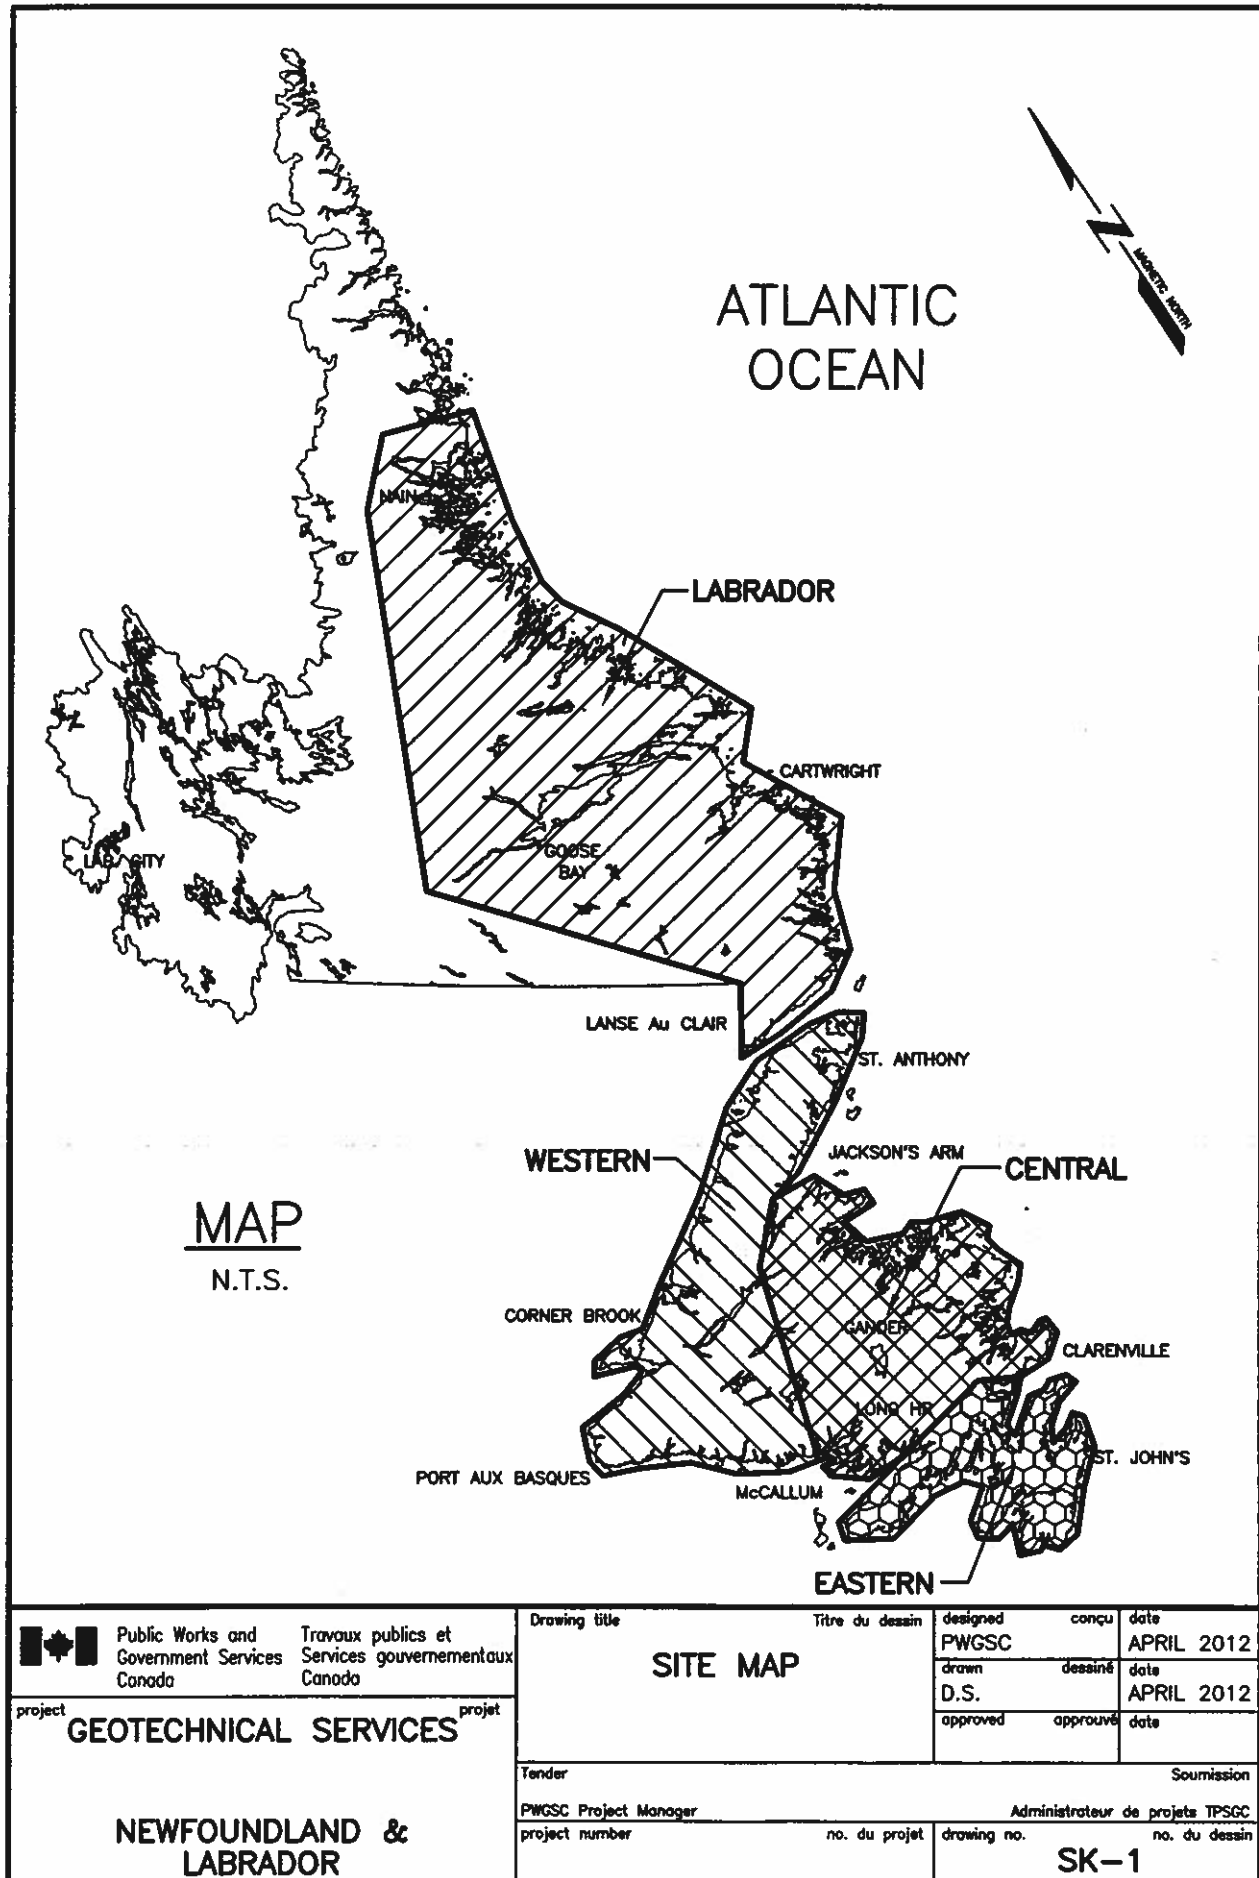 ATLANTIC
OCEAN
MAGNETIC NORTH
NAIN
LABRADOR
CARTWRIGHT
GOOSE
BAY
LAB CITY
LANSE Au CLAIR
ST. ANTHONY
JACKSON'S ARM
WESTERN
CENTRAL
MAP
N.T.S.
CORNER BROOK
GANDER
CLARENVILLE
LONG HR
ST. JOHN'S
PORT AUX BASQUES
McCALLUM
EASTERN
Public Works and
Government Services
Canada
Travaux publics et
Services gouvernementaux
Canada
project projet
GEOTECHNICAL SERVICES
NEWFOUNDLAND &
LABRADOR
Drawing title Titre du dessin
SITE MAP
designed conçu date
PWGSC APRIL 2012
drawn dessiné date
D.S. APRIL 2012
approved approuvé date
Tender Soumission
PWGSC Project Manager Administrateur de projets TPSGC
project number no. du projet
drawing no. no. du dessin
SK-1